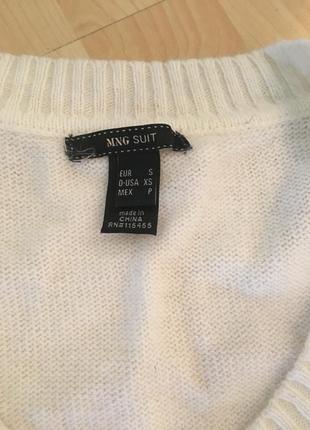 MNG SUIT
EUR S
D-USA XS
MEX P
made in
CHINA
RN#115455